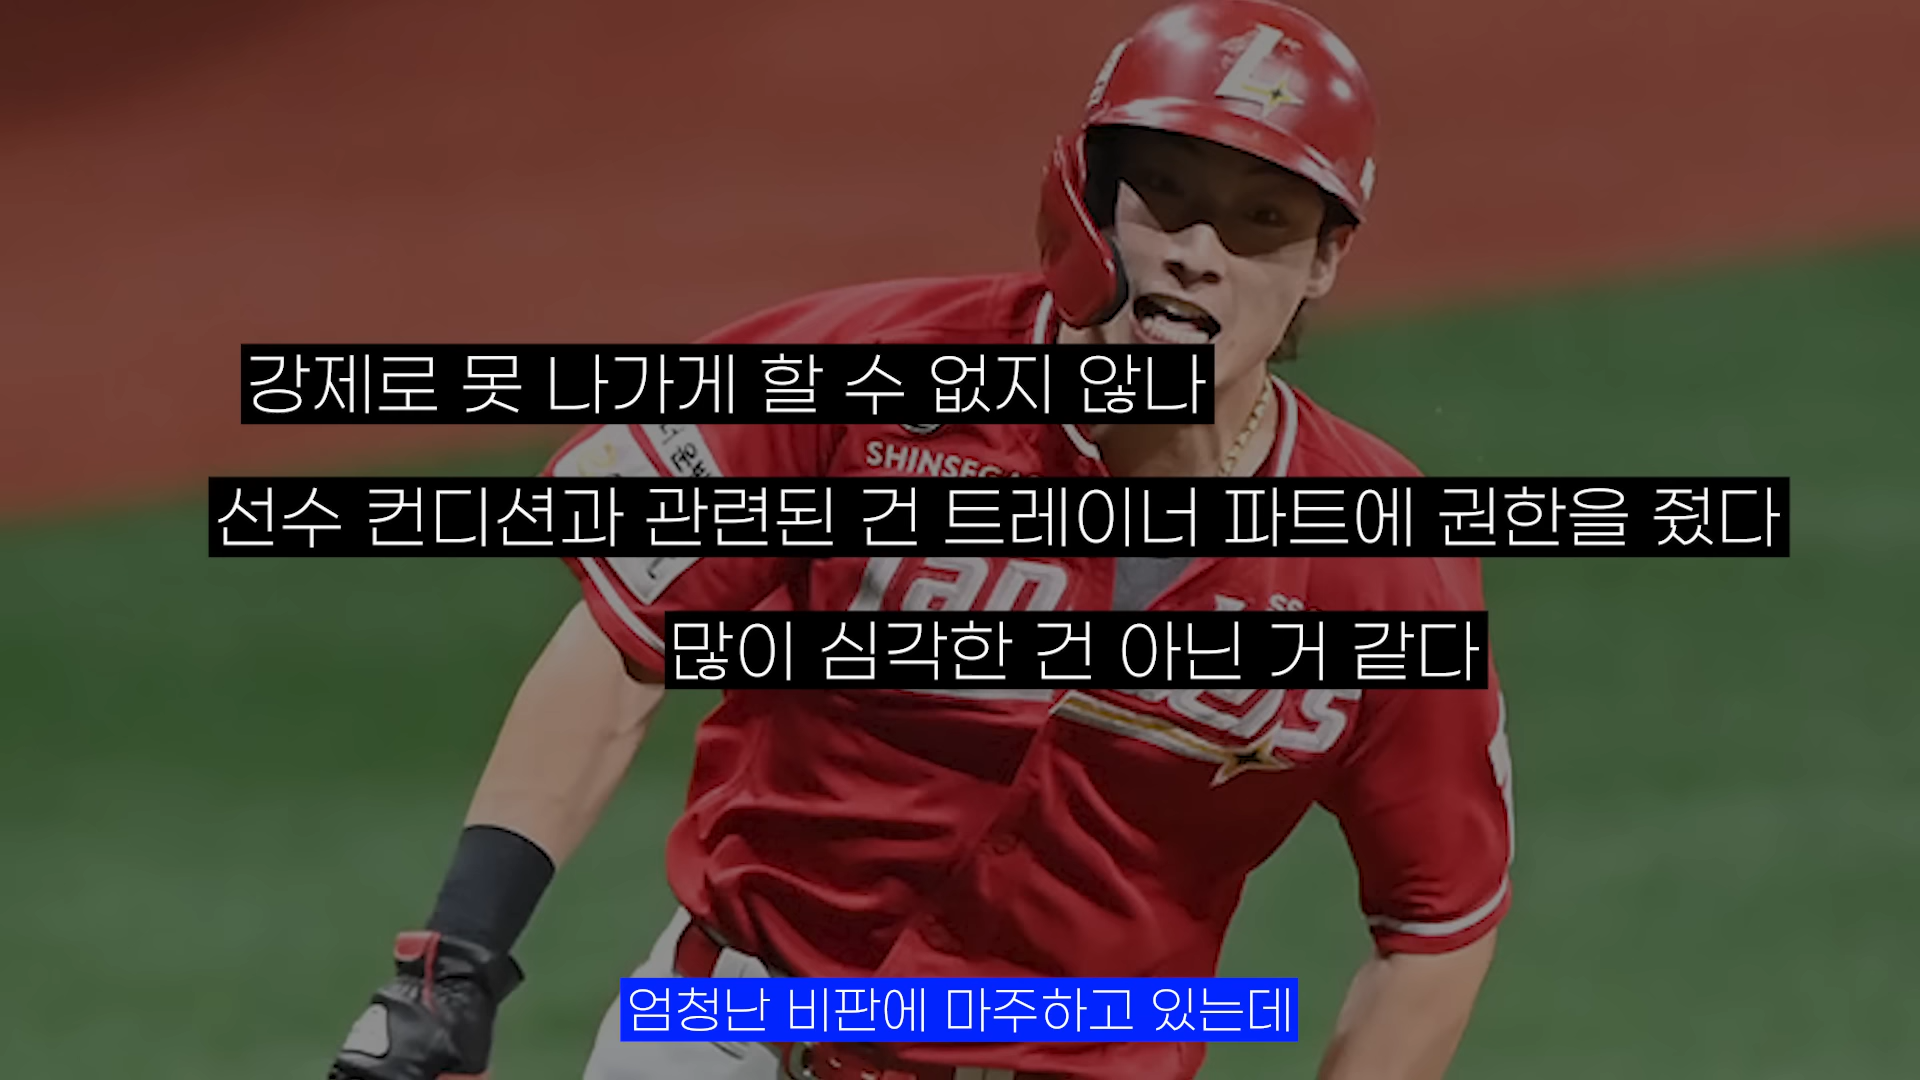 강제로 못 나가게 할 수 없지 않나
SHINSEGA
선수 컨디션과 관련된 건 트레이너 파트에 권한을 줬다
많이 심각한 건 아닌 거 같다
엄청난 비판에 마주하고 있는데